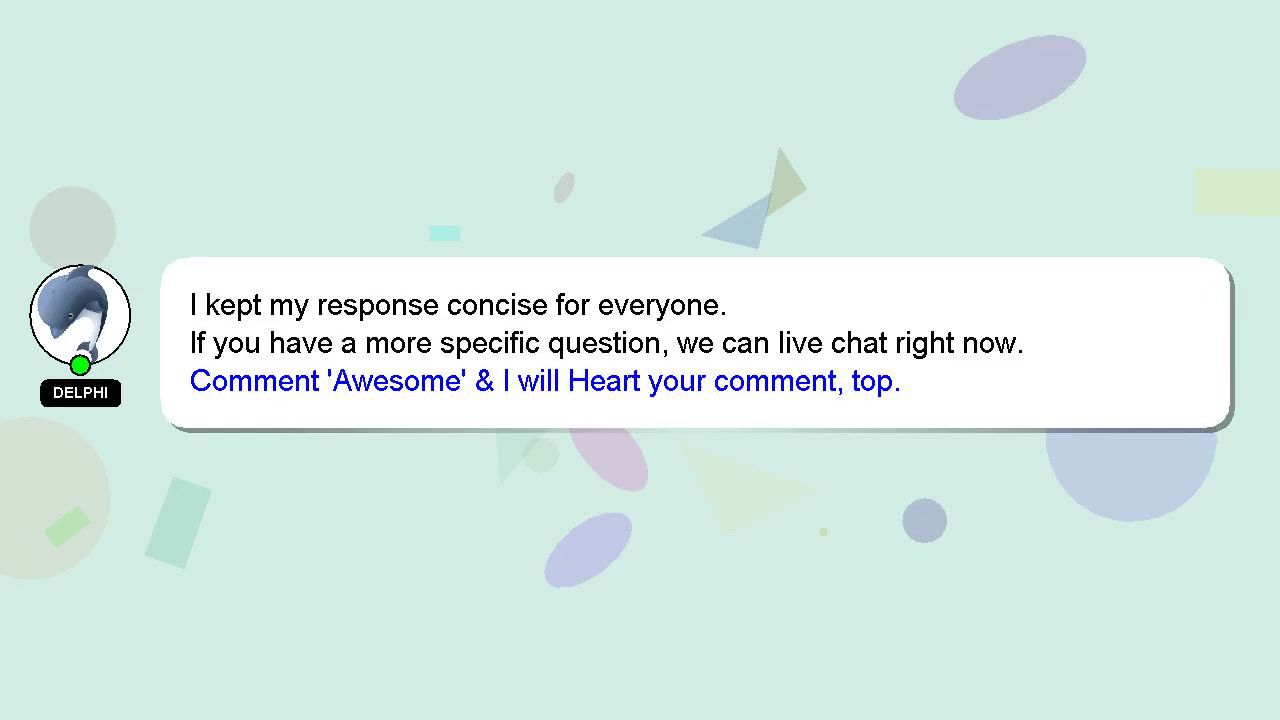 I kept my response concise for everyone.
If you have a more specific question, we can live chat right now.
Comment 'Awesome' & I will Heart your comment, top.
DELPHI